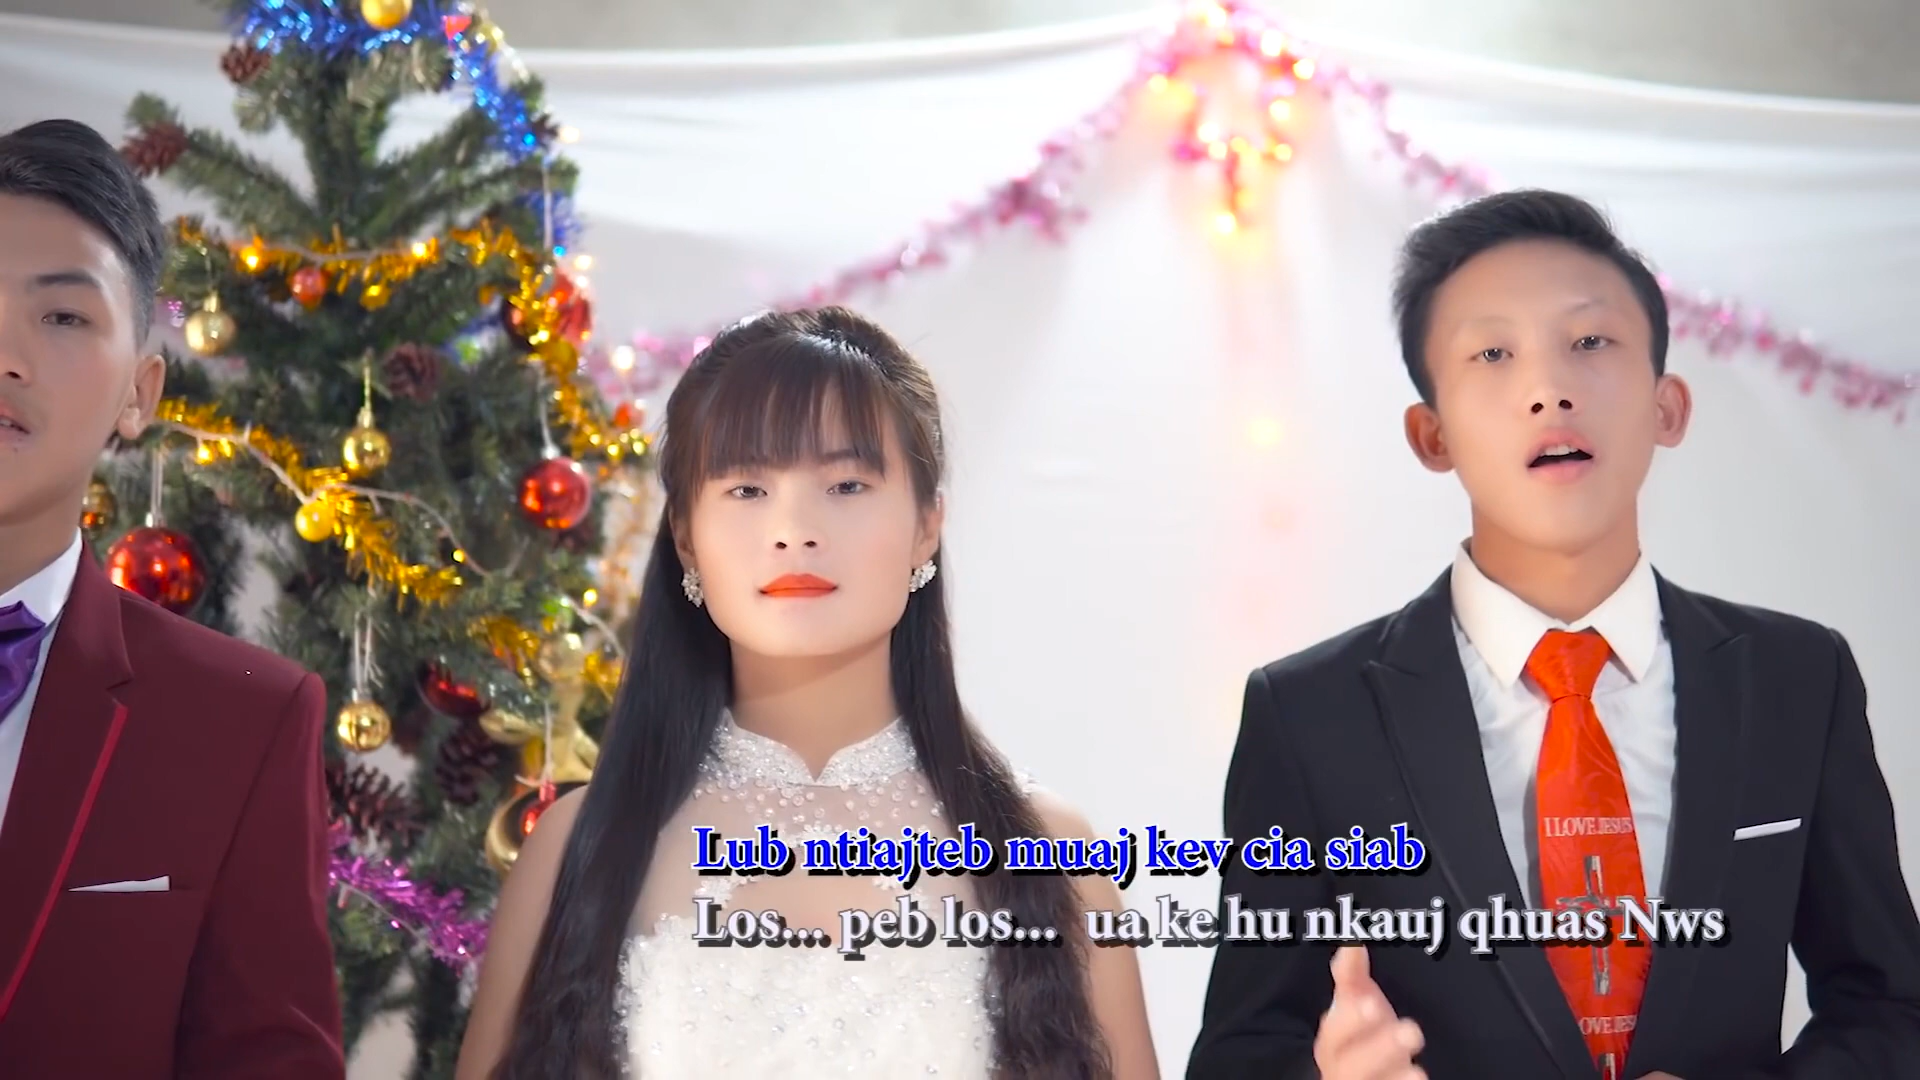 Lub ntiajteb muaj kev cia siab
Los... peb los... ua ke hu nkauj qhuas Nws
I LOVE JESUS